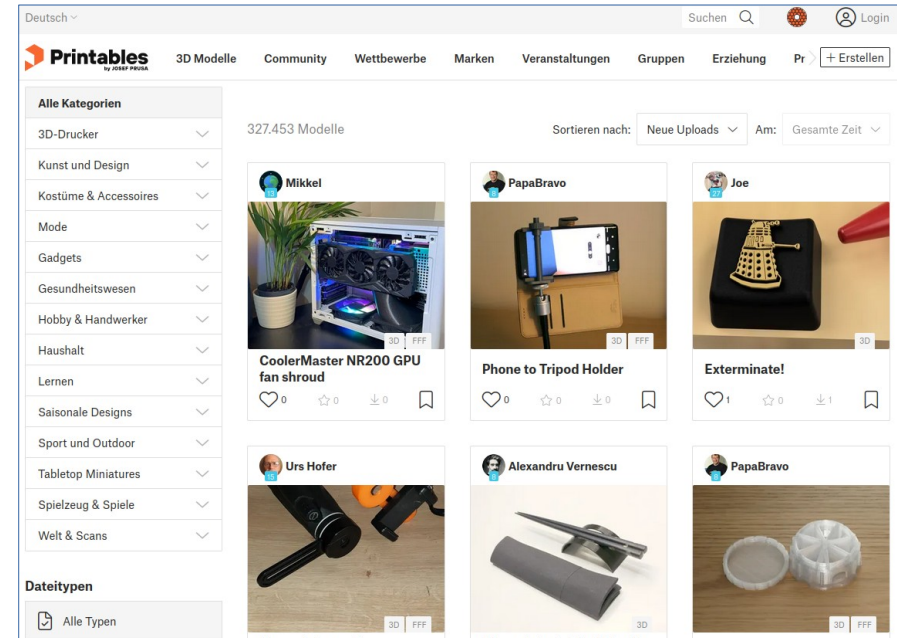 Deutsch
Suchen
Login
Printables
by JOSEF PRUSA
3D Modelle
Community
Wettbewerbe
Marken
Veranstaltungen
Gruppen
Erziehung
Pr
+ Erstellen
Alle Kategorien
3D-Drucker
Kunst und Design
Kostüme & Accessoires
Mode
Gadgets
Gesundheitswesen
Hobby & Handwerker
Haushalt
Lernen
Saisonale Designs
Sport und Outdoor
Tabletop Miniatures
Spielzeug & Spiele
Welt & Scans
Dateitypen
Alle Typen
327.453 Modelle
Sortieren nach:
Neue Uploads
Am:
Gesamte Zeit
Mikkel
13
3D FFF
CoolerMaster NR200 GPU
fan shroud
0 0 0
PapaBravo
3D FFF
Phone to Tripod Holder
0 0 0
Joe
27
3D
Exterminate!
1 0 1
Urs Hofer
15
3D FFF
Alexandru Vernescu
3D
PapaBravo
3D FFF